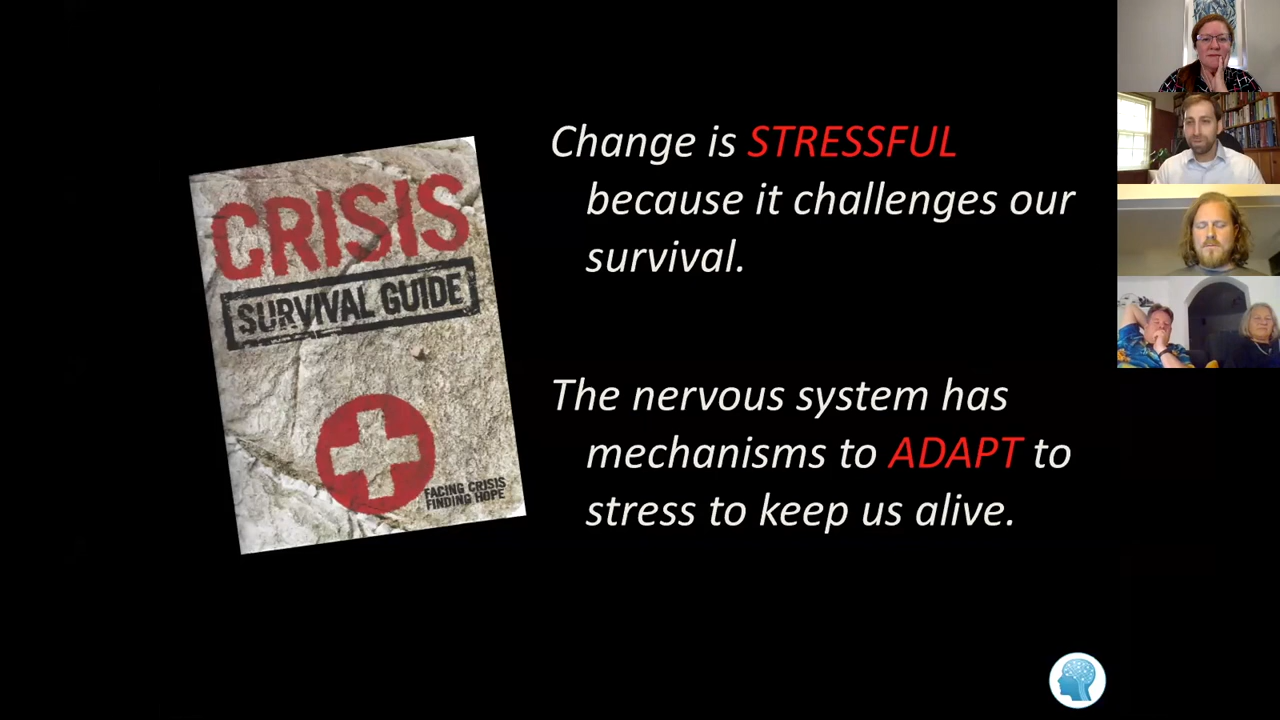 CRISIS
SURVIVAL GUIDE
FACING CRISIS
FINDING HOPE
Change is STRESSFUL
because it challenges our
survival.
The nervous system has
mechanisms to ADAPT to
stress to keep us alive.